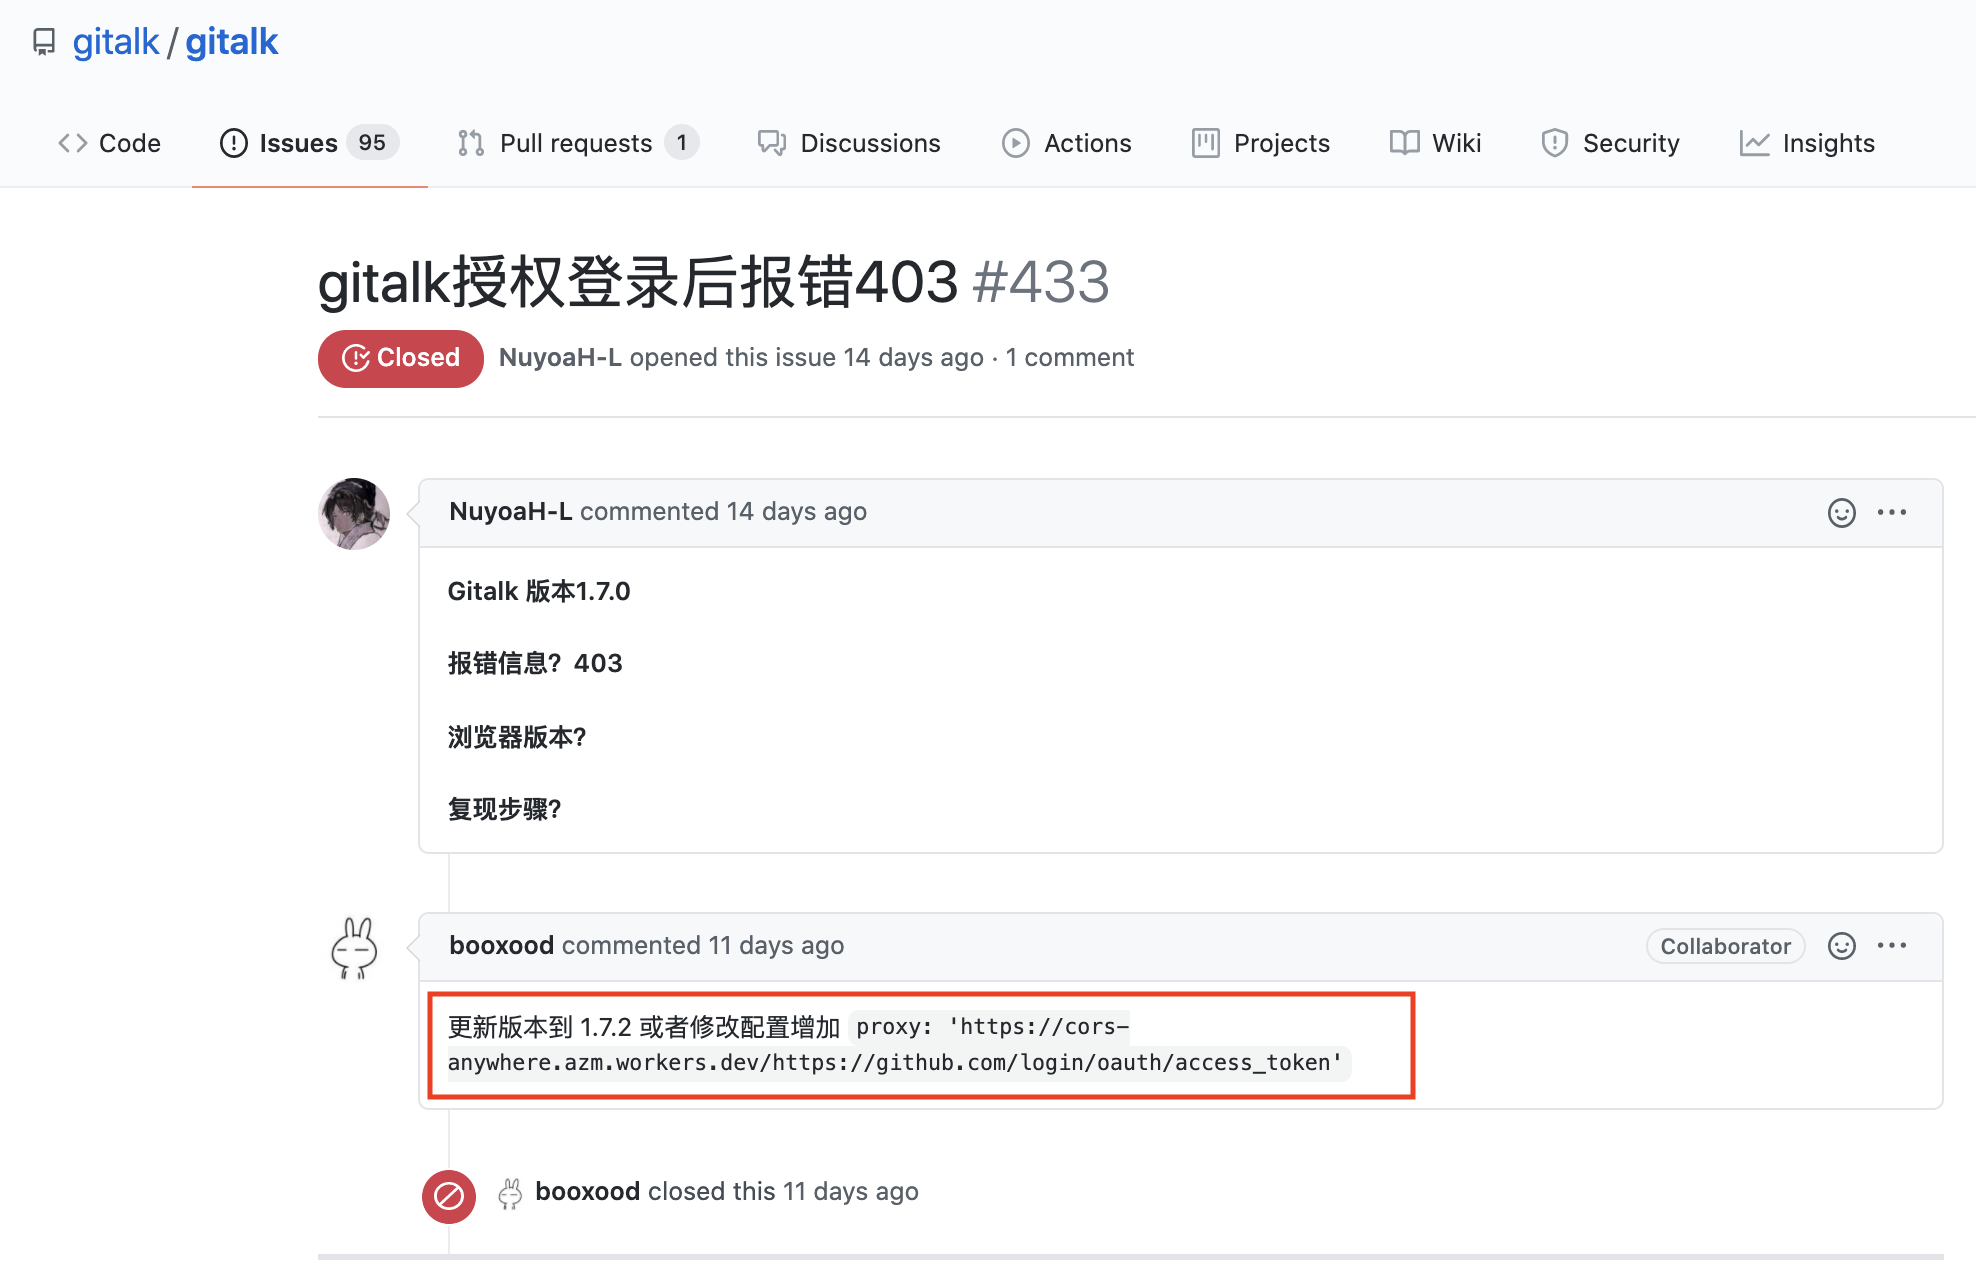 gitalk / gitalk
Code Issues 95 Pull requests 1 Discussions Actions Projects Wiki Security Insights
gitalk授权登录后报错403 #433
Closed NuyoaH-L opened this issue 14 days ago · 1 comment
NuyoaH-L commented 14 days ago
Gitalk 版本1.7.0
报错信息？403
浏览器版本?
复现步骤?
booxood commented 11 days ago Collaborator
更新版本到 1.7.2 或者修改配置增加 proxy: 'https://cors-
anywhere.azm.workers.dev/https://github.com/login/oauth/access_token'
booxood closed this 11 days ago